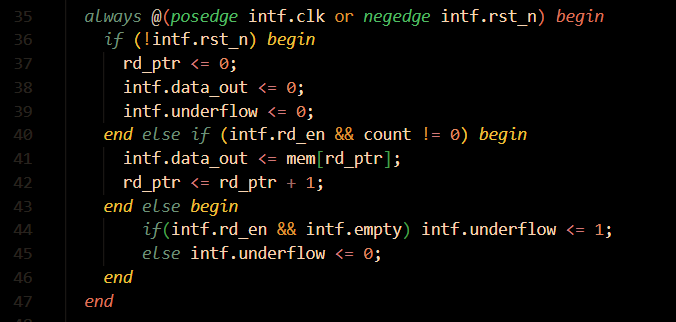 35 always @(posedge intf.clk or negedge intf.rst_n) begin
36 if (!intf.rst_n) begin
37 rd_ptr <= 0;
38 intf.data_out <= 0;
39 intf.underflow <= 0;
40 end else if (intf.rd_en && count != 0) begin
41 intf.data_out <= mem[rd_ptr];
42 rd_ptr <= rd_ptr + 1;
43 end else begin
44 if(intf.rd_en && intf.empty) intf.underflow <= 1;
45 else intf.underflow <= 0;
46 end
47 end